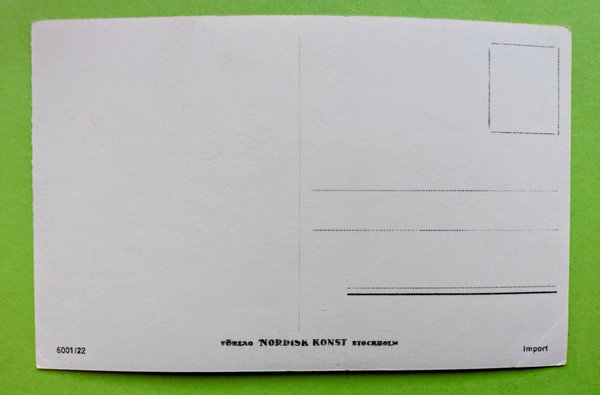 FÖRLAG NORDISK KONST STOCKHOLM
6001/22
Import